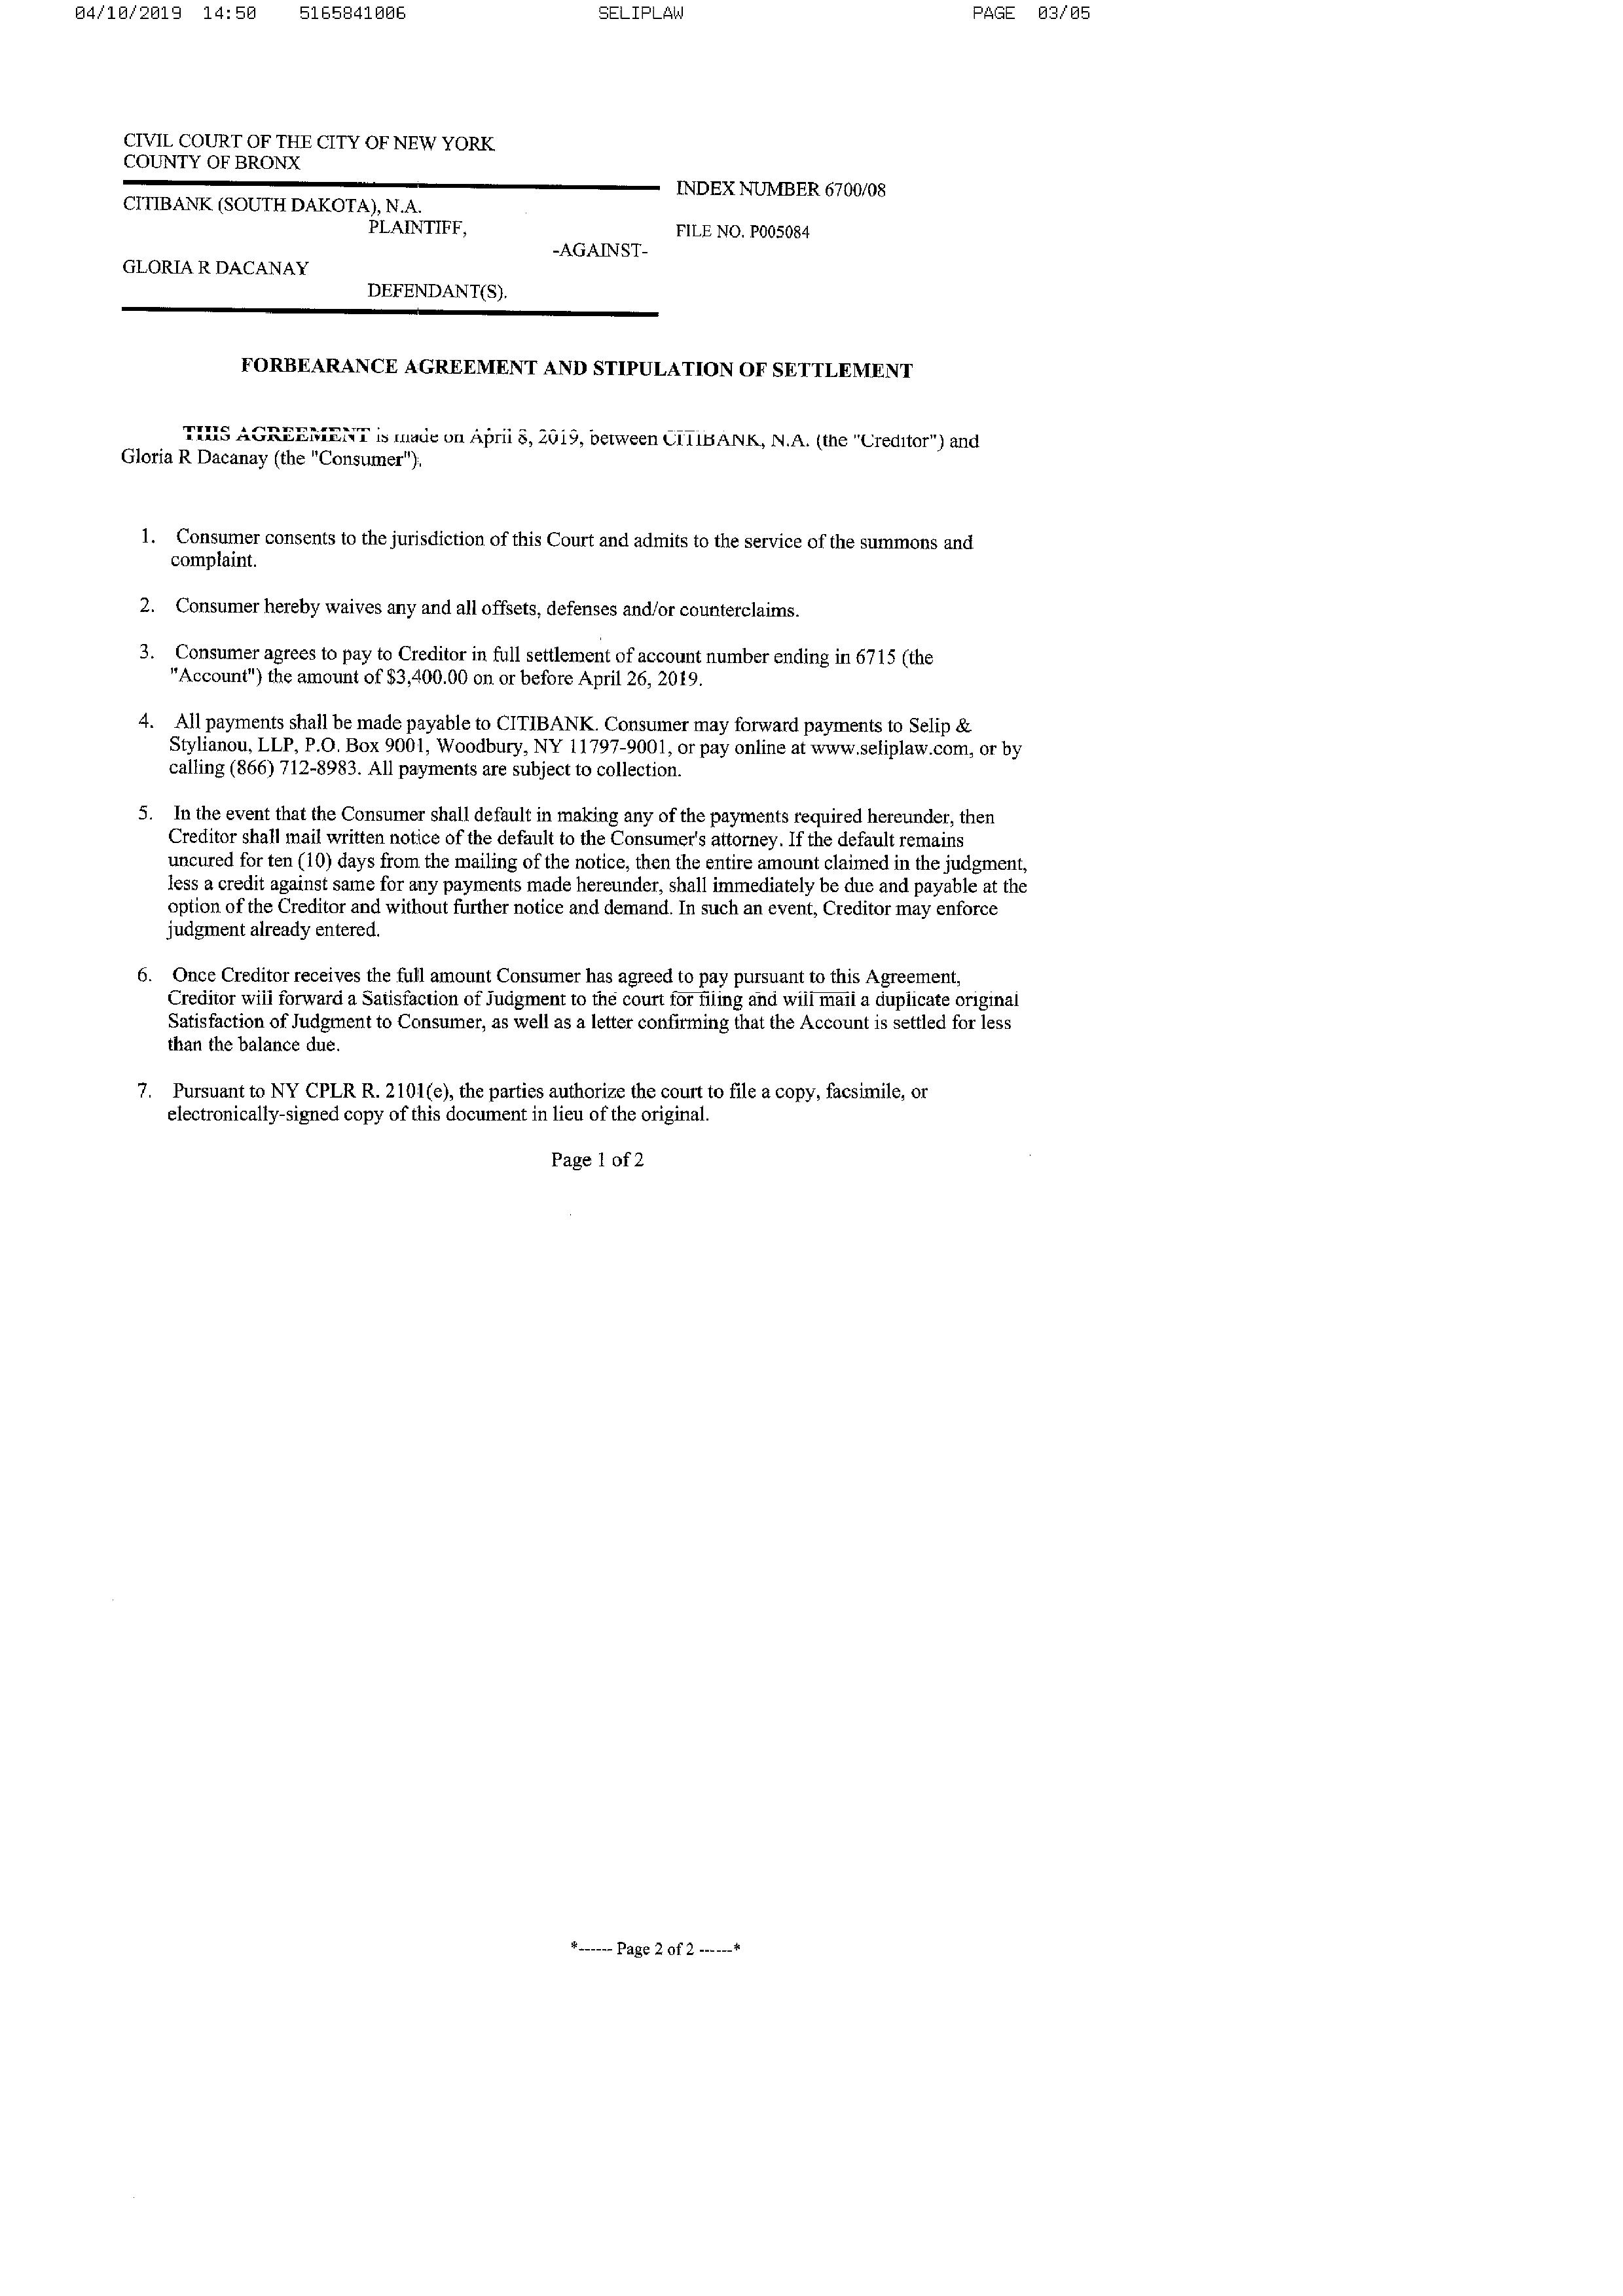 04/10/2019 14:50 5165841006 SELIPLAW PAGE 03/05
CIVIL COURT OF THE CITY OF NEW YORK
COUNTY OF BRONX
INDEX NUMBER 6700/08
CITIBANK (SOUTH DAKOTA), N.A.
PLAINTIFF,
FILE NO. P005084
-AGAINST-
GLORIA R DACANAY
DEFENDANT(S).
FORBEARANCE AGREEMENT AND STIPULATION OF SETTLEMENT
THIS AGREEMENT is made on April 8, 2019, between CITIBANK, N.A. (the "Creditor") and
Gloria R Dacanay (the "Consumer").
1. Consumer consents to the jurisdiction of this Court and admits to the service of the summons and
complaint.
2. Consumer hereby waives any and all offsets, defenses and/or counterclaims.
3. Consumer agrees to pay to Creditor in full settlement of account number ending in 6715 (the
"Account") the amount of $3,400.00 on or before April 26, 2019.
4. All payments shall be made payable to CITIBANK. Consumer may forward payments to Selip &
Stylianou, LLP, P.O. Box 9001, Woodbury, NY 11797-9001, or pay online at www.seliplaw.com, or by
calling (866) 712-8983. All payments are subject to collection.
5. In the event that the Consumer shall default in making any of the payments required hereunder, then
Creditor shall mail written notice of the default to the Consumer's attorney. If the default remains
uncured for ten (10) days from the mailing of the notice, then the entire amount claimed in the judgment,
less a credit against same for any payments made hereunder, shall immediately be due and payable at the
option of the Creditor and without further notice and demand. In such an event, Creditor may enforce
judgment already entered.
6. Once Creditor receives the full amount Consumer has agreed to pay pursuant to this Agreement,
Creditor will forward a Satisfaction of Judgment to the court for filing and will mail a duplicate original
Satisfaction of Judgment to Consumer, as well as a letter confirming that the Account is settled for less
than the balance due.
7. Pursuant to NY CPLR R. 2101(e), the parties authorize the court to file a copy, facsimile, or
electronically-signed copy of this document in lieu of the original.
Page 1 of 2
*------ Page 2 of 2 ------*